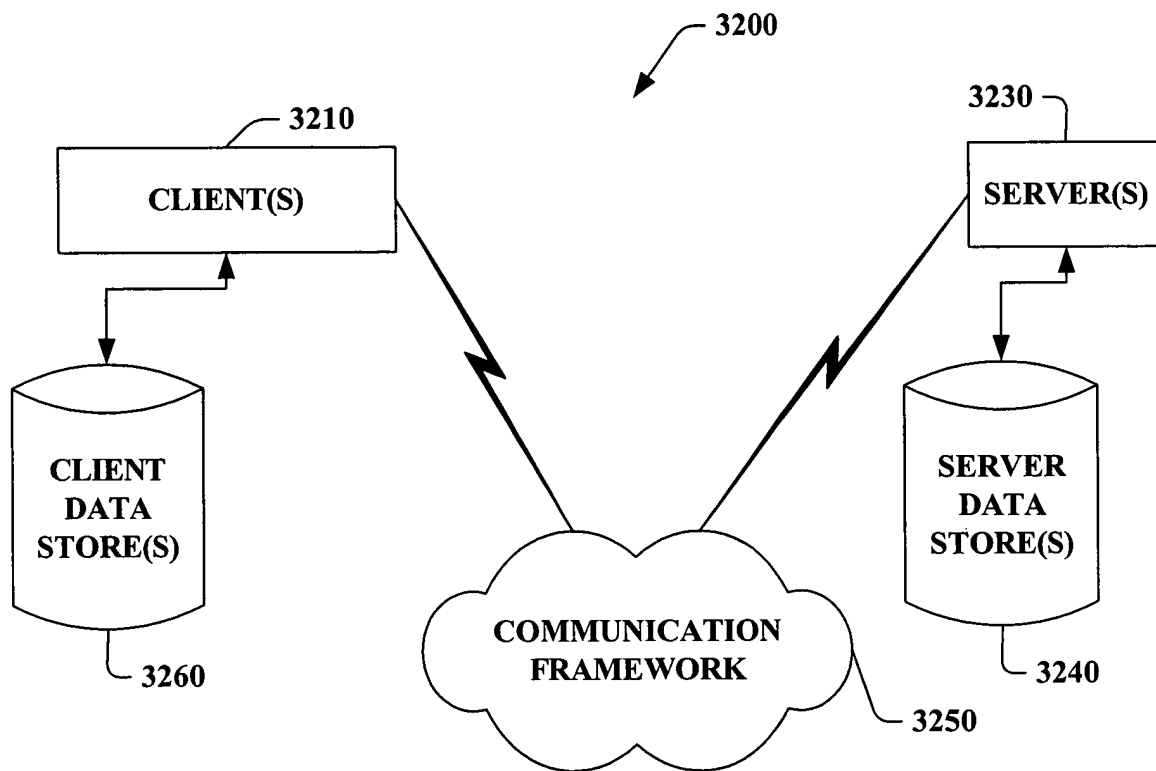 3200
3210
3230
CLIENT(S)
SERVER(S)
CLIENT
DATA
STORE(S)
SERVER
DATA
STORE(S)
COMMUNICATION
FRAMEWORK
3260
3240
3250